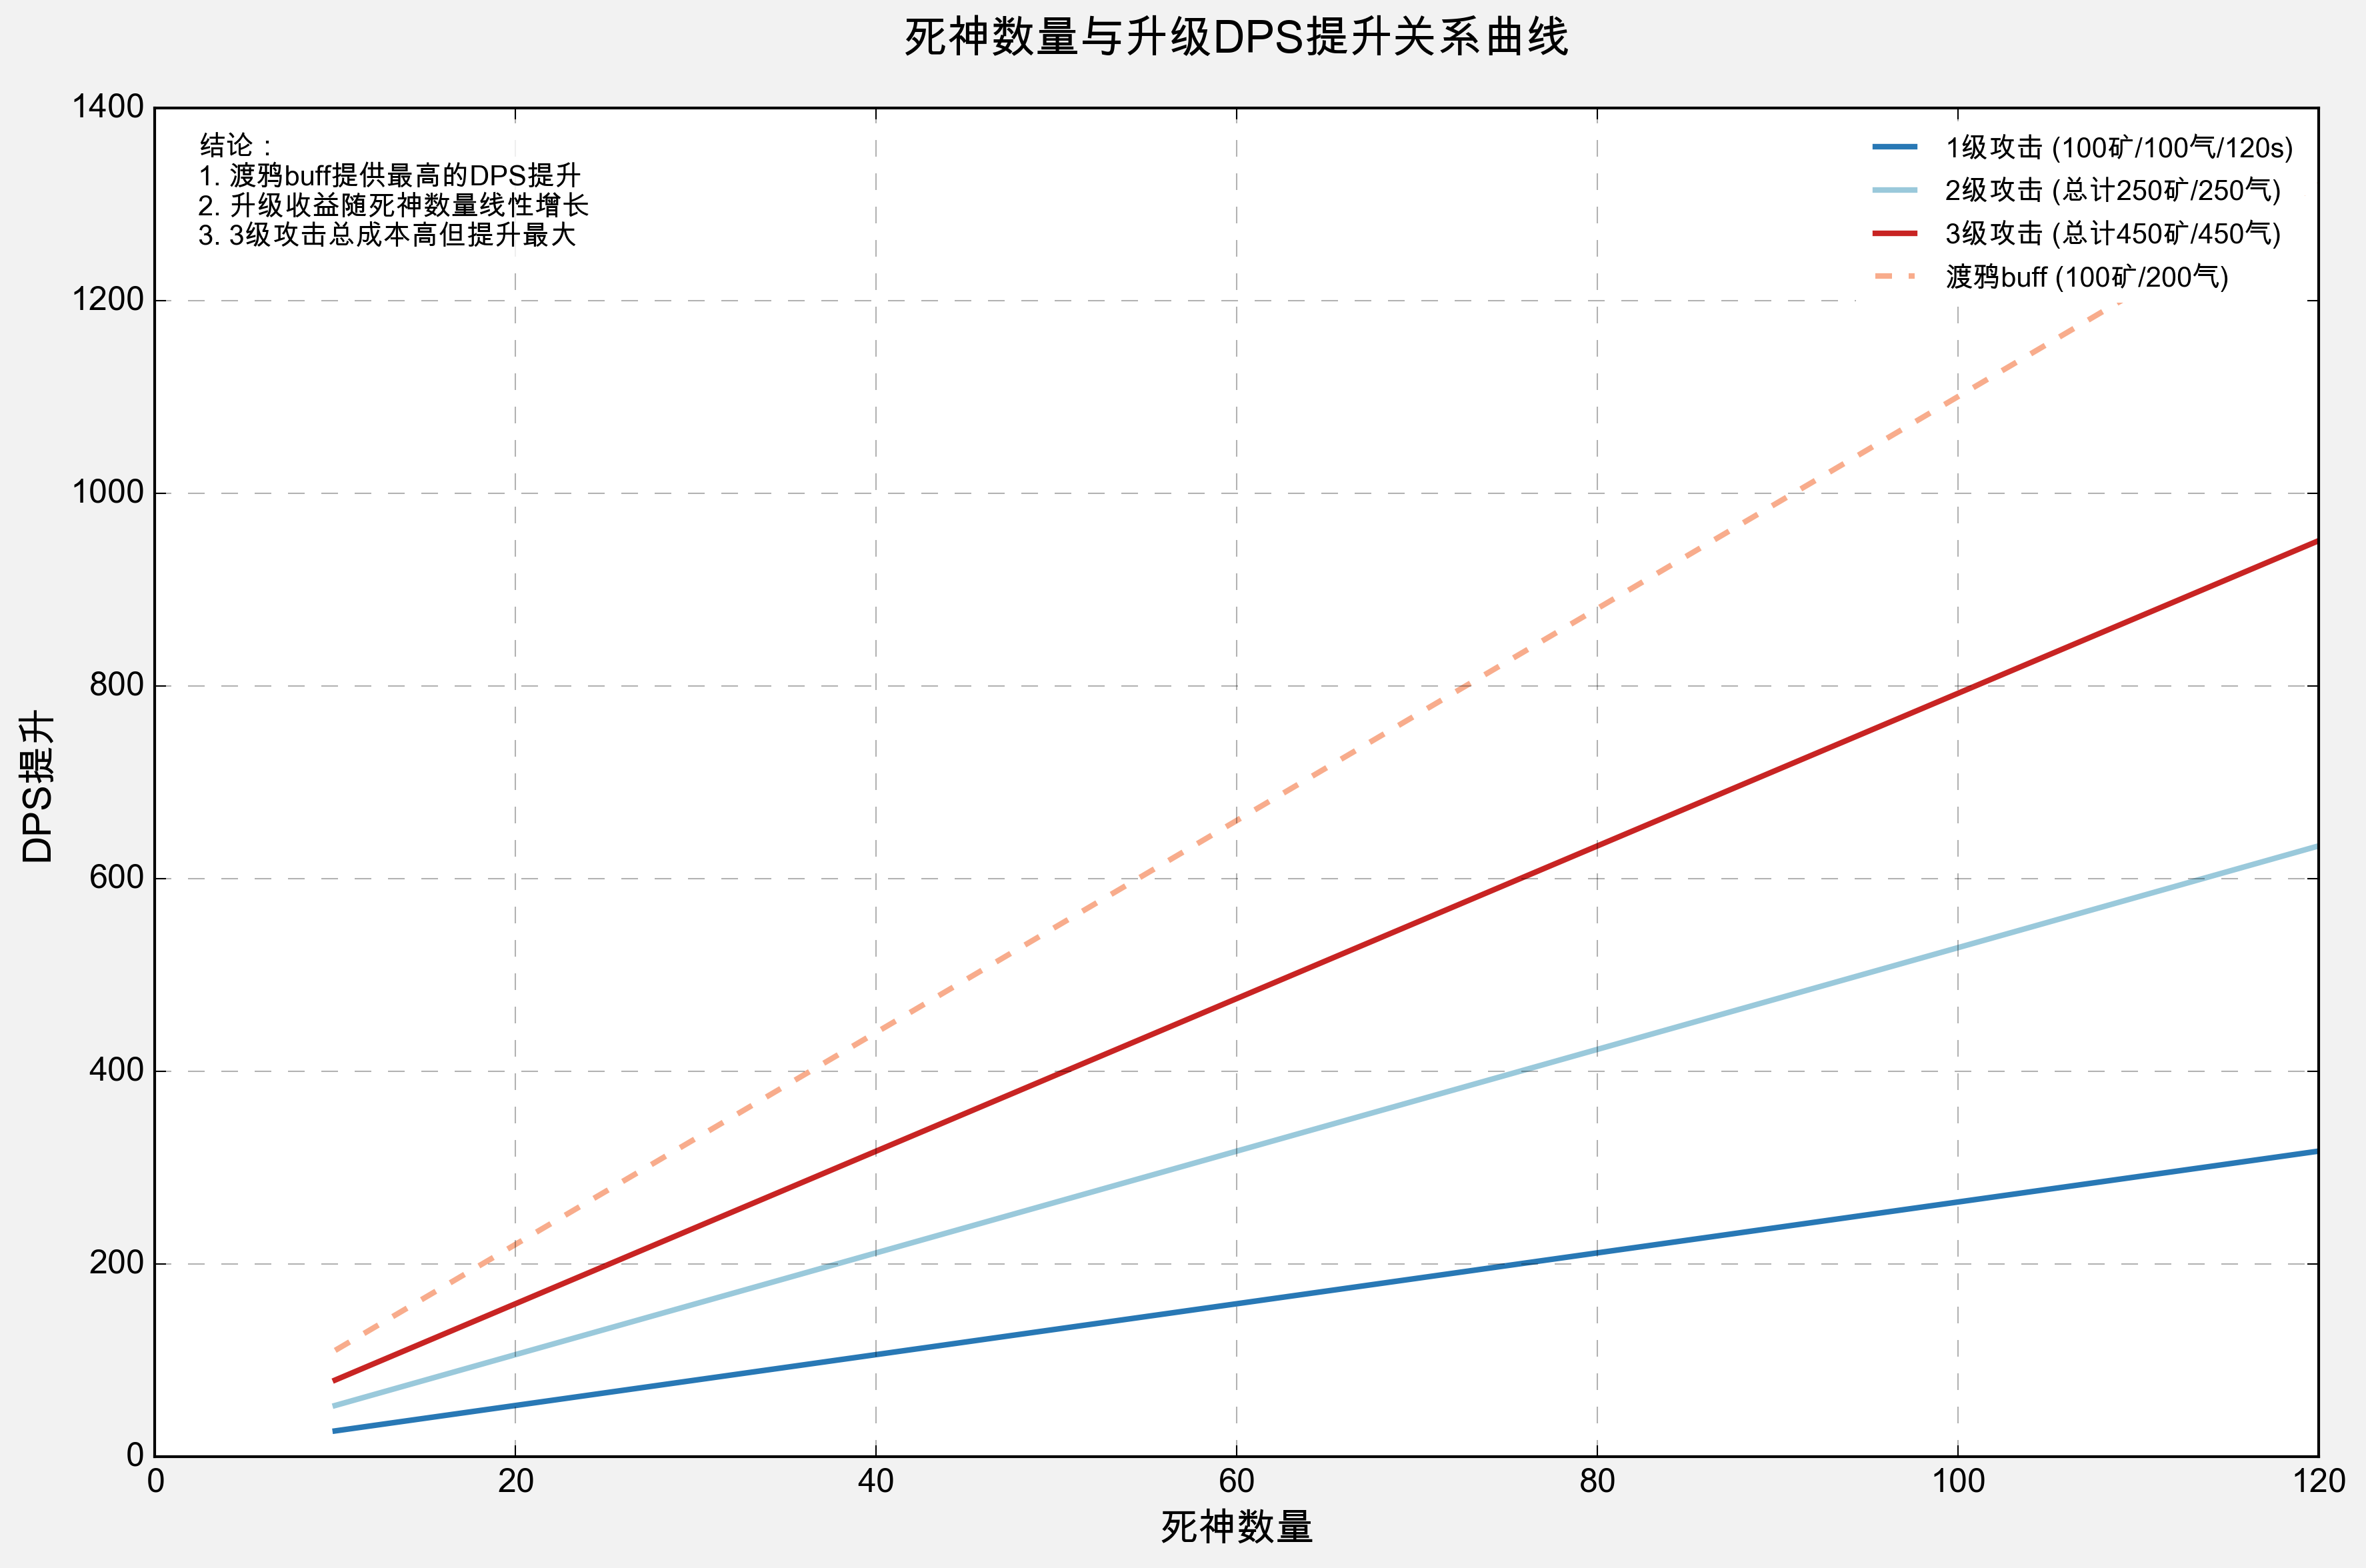 死神数量与升级DPS提升关系曲线
结论：
1. 渡鸦buff提供最高的DPS提升
2. 升级收益随死神数量线性增长
3. 3级攻击总成本高但提升最大
1级攻击 (100矿/100气/120s)
2级攻击 (总计250矿/250气)
3级攻击 (总计450矿/450气)
渡鸦buff (100矿/200气)
DPS提升
1400
1200
1000
800
600
400
200
0
0 20 40 60 80 100 120
死神数量